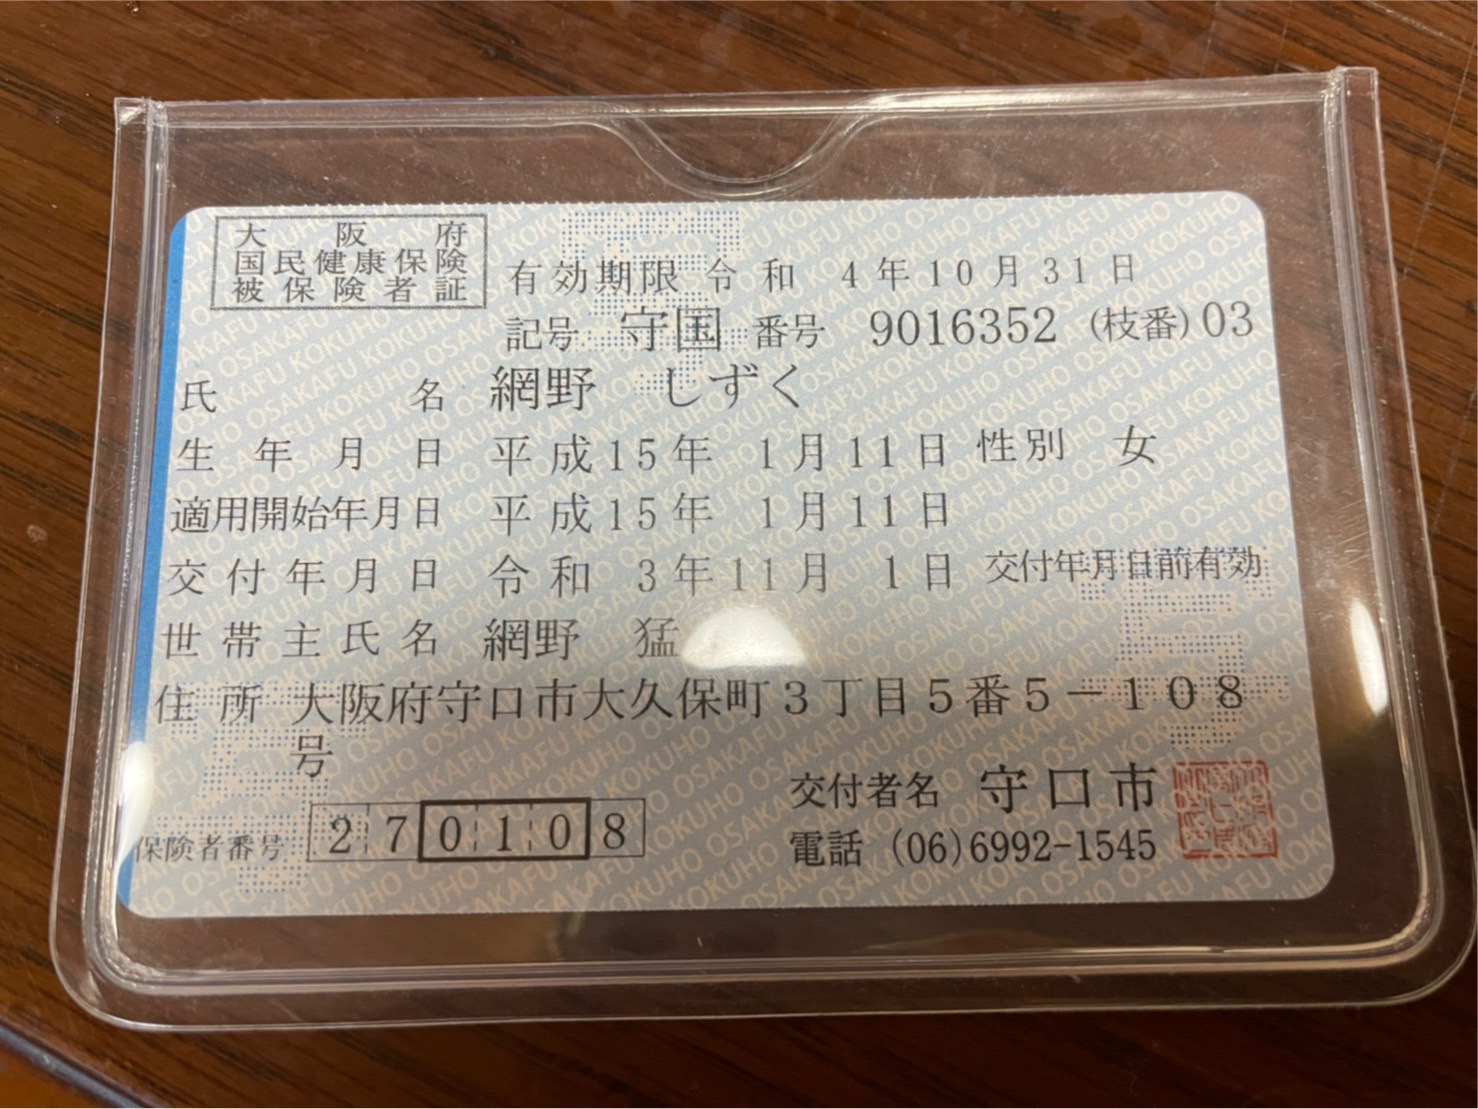 大阪府
国民健康保険
被保険者証
有効期限 令和 4年10月31日
記号 守国 番号 9016352 (枝番)03
氏名 網野 しずく
生年月日 平成15年 1月11日 性別 女
適用開始年月日 平成15年 1月11日
交付年月日 令和 3年11月 1日 交付年月日前有効
世帯主氏名 網野 猛
住所 大阪府守口市大久保町3丁目5番5－108
号
交付者名 守口市
保険者番号 270108
電話 (06)6992-1545